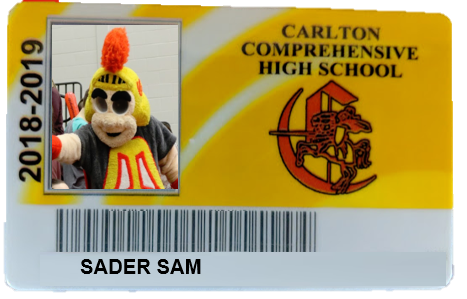 2018-2019
CARLTON
COMPREHENSIVE
HIGH SCHOOL
SADER SAM